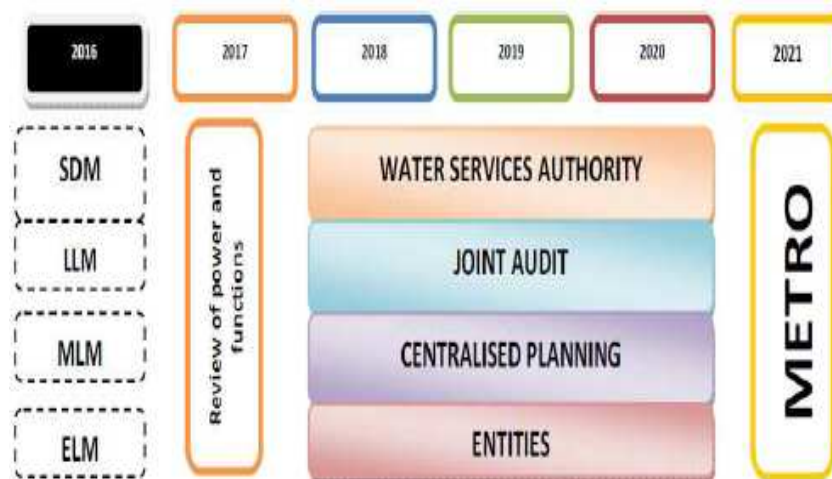 2016
2017
2018
2019
2020
2021
SDM
LLM
MLM
ELM
Review of power and
functions
WATER SERVICES AUTHORITY
JOINT AUDIT
CENTRALISED PLANNING
ENTITIES
METRO